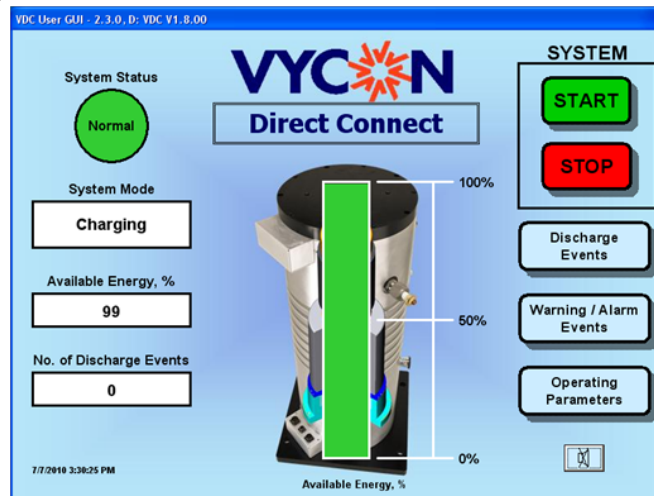 VDC User GUI - 2.3.0, D: VDC V1.8.00
VYCON
Direct Connect
System Status
Normal
System Mode
Charging
Available Energy, %
99
No. of Discharge Events
0
7/7/2010 3:30:25 PM
100%
50%
0%
Available Energy, %
SYSTEM
START
STOP
Discharge
Events
Warning / Alarm
Events
Operating
Parameters